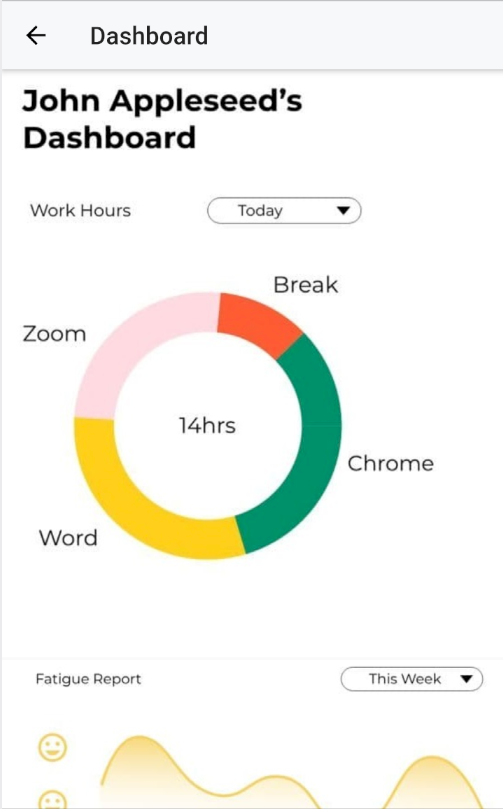 Dashboard
John Appleseed’s
Dashboard
Work Hours
Today
Break
Zoom
14hrs
Chrome
Word
Fatigue Report
This Week